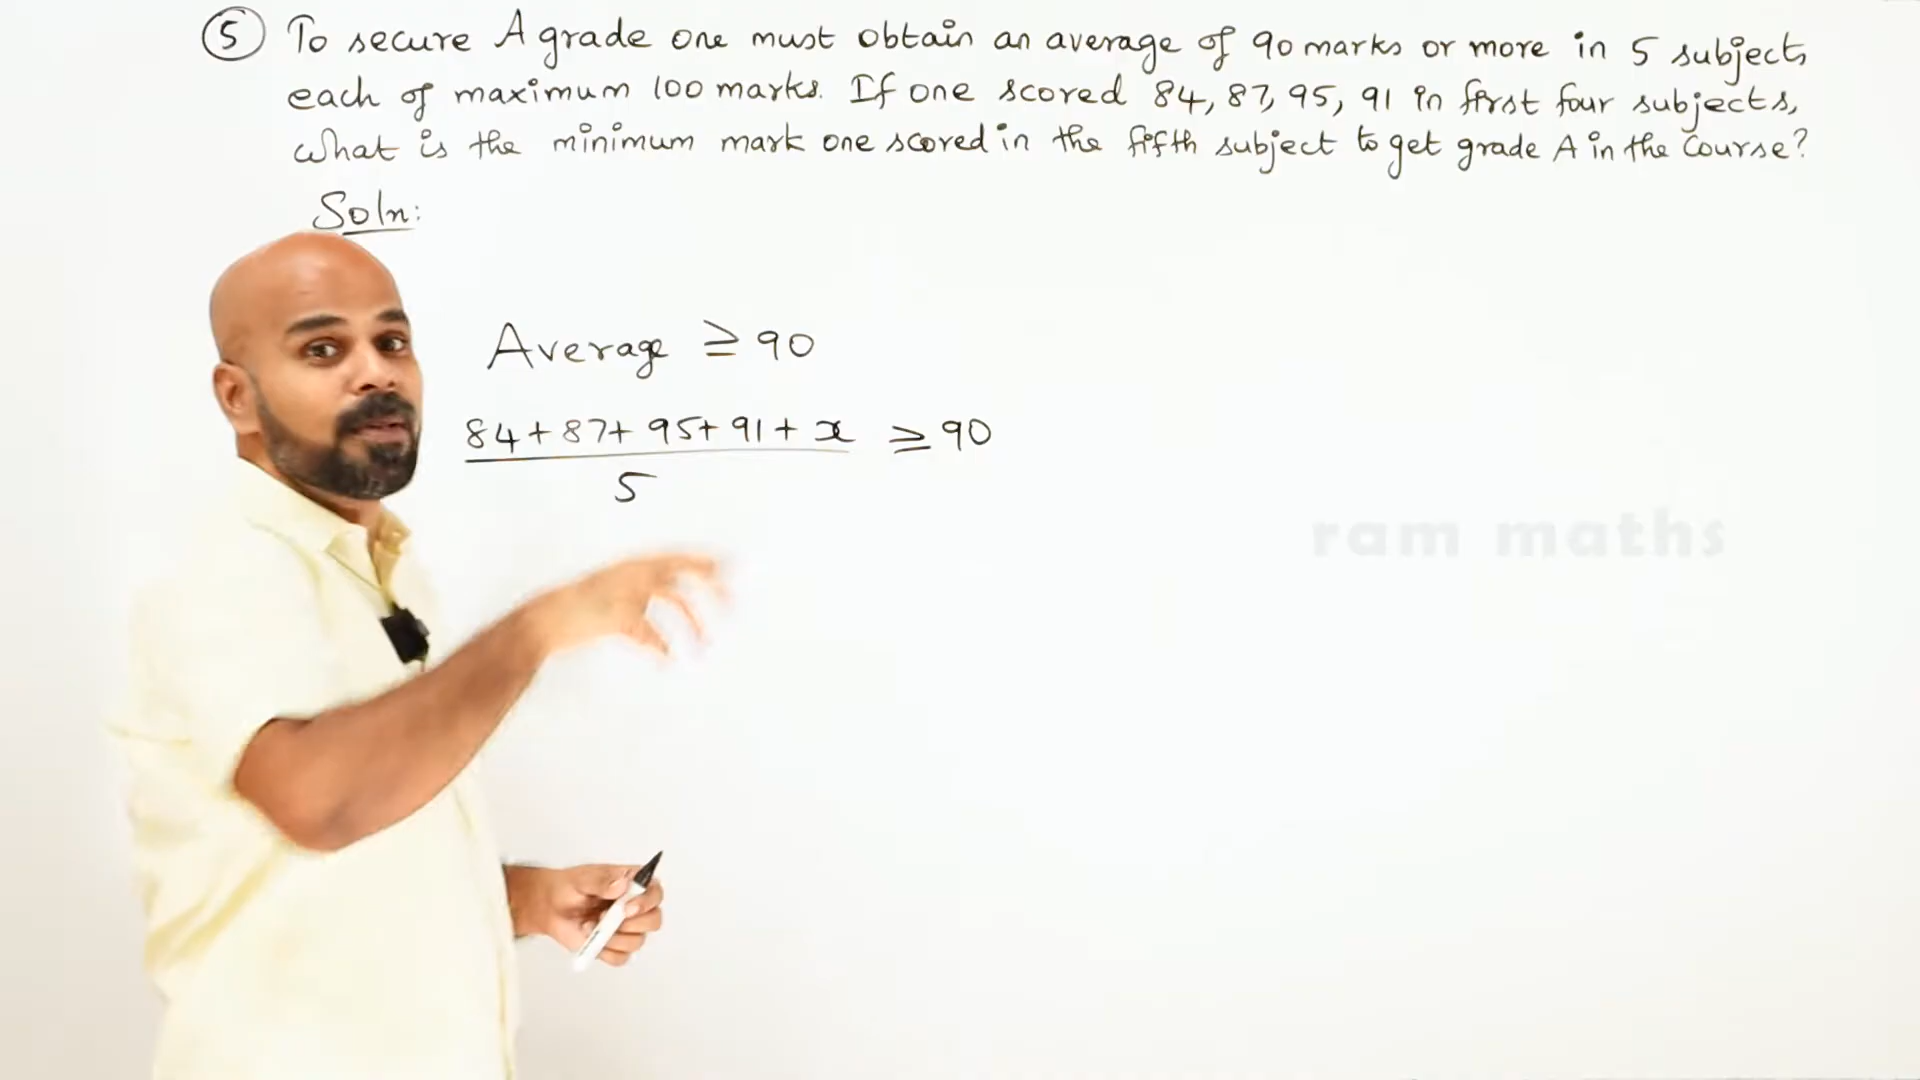 5 To secure A grade one must obtain an average of 90 marks or more in 5 subjects
each of maximum 100 marks. If one scored 84, 87, 95, 91 in first four subjects,
what is the minimum mark one scored in the fifth subject to get grade A in the course?
Soln:
Average ≥ 90
84 + 87 + 95 + 91 + x ≥ 90
5
ram maths